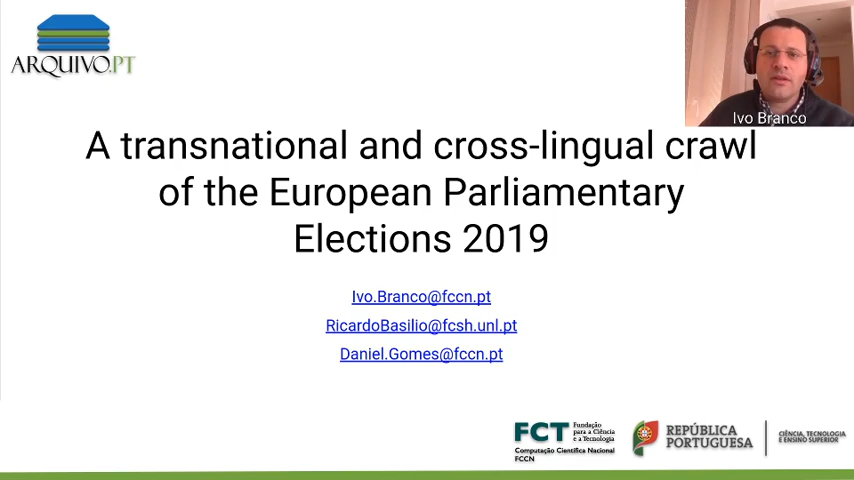 ARQUIVO.PT
Ivo Branco
A transnational and cross-lingual crawl
of the European Parliamentary
Elections 2019
Ivo.Branco@fccn.pt
RicardoBasilio@fcsh.unl.pt
Daniel.Gomes@fccn.pt
FCT Fundação
para a Ciência
e a Tecnologia
Computação Científica Nacional
FCCN
REPÚBLICA
PORTUGUESA
CIÊNCIA, TECNOLOGIA
E ENSINO SUPERIOR